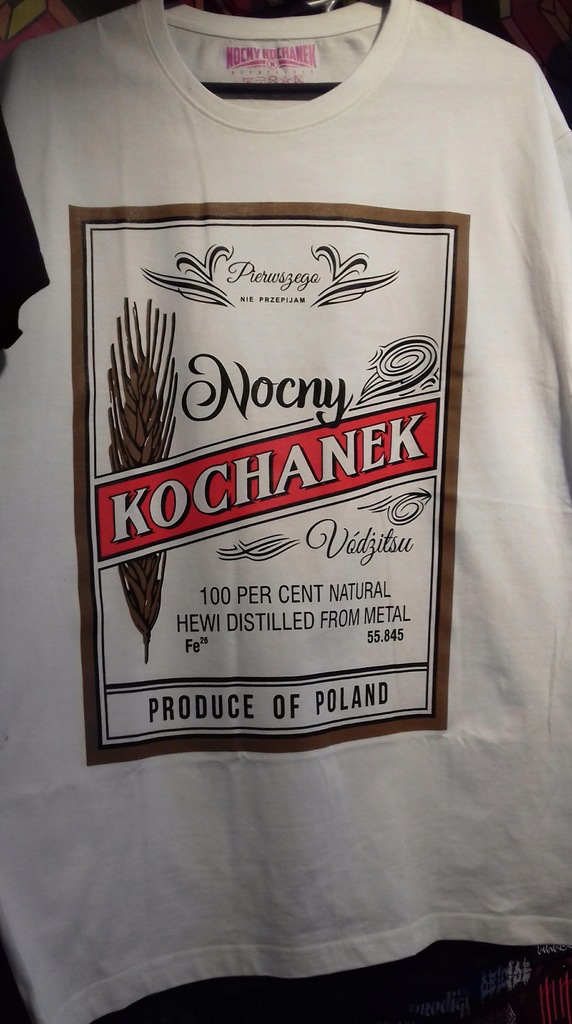 NOCNY KOCHANEK
Pierwszego
NIE PRZEPIJAM
Nocny
KOCHANEK
Vódżitsu
100 PER CENT NATURAL
HEWI DISTILLED FROM METAL
Fe²⁶ 55.845
PRODUCE OF POLAND
prodigy